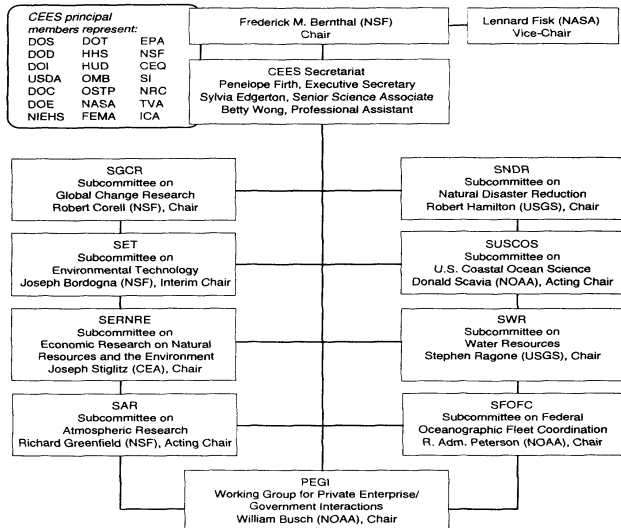 CEES principal
members represent:
DOS DOT EPA
DOD HHS NSF
DOI HUD CEQ
USDA OMB SI
DOC OSTP NRC
DOE NASA TVA
NIEHS FEMA ICA
Frederick M. Bernthal (NSF)
Chair
Lennard Fisk (NASA)
Vice-Chair
CEES Secretariat
Penelope Firth, Executive Secretary
Sylvia Edgerton, Senior Science Associate
Betty Wong, Professional Assistant
SGCR
Subcommittee on
Global Change Research
Robert Corell (NSF), Chair
SNDR
Subcommittee on
Natural Disaster Reduction
Robert Hamilton (USGS), Chair
SET
Subcommittee on
Environmental Technology
Joseph Bordogna (NSF), Interim Chair
SUSCOS
Subcommittee on
U.S. Coastal Ocean Science
Donald Scavia (NOAA), Acting Chair
SERNRE
Subcommittee on
Economic Research on Natural
Resources and the Environment
Joseph Stiglitz (CEA), Chair
SWR
Subcommittee on
Water Resources
Stephen Ragone (USGS), Chair
SAR
Subcommittee on
Atmospheric Research
Richard Greenfield (NSF), Acting Chair
SFOFC
Subcommittee on Federal
Oceanographic Fleet Coordination
R. Adm. Peterson (NOAA), Chair
PEGI
Working Group for Private Enterprise/
Government Interactions
William Busch (NOAA), Chair